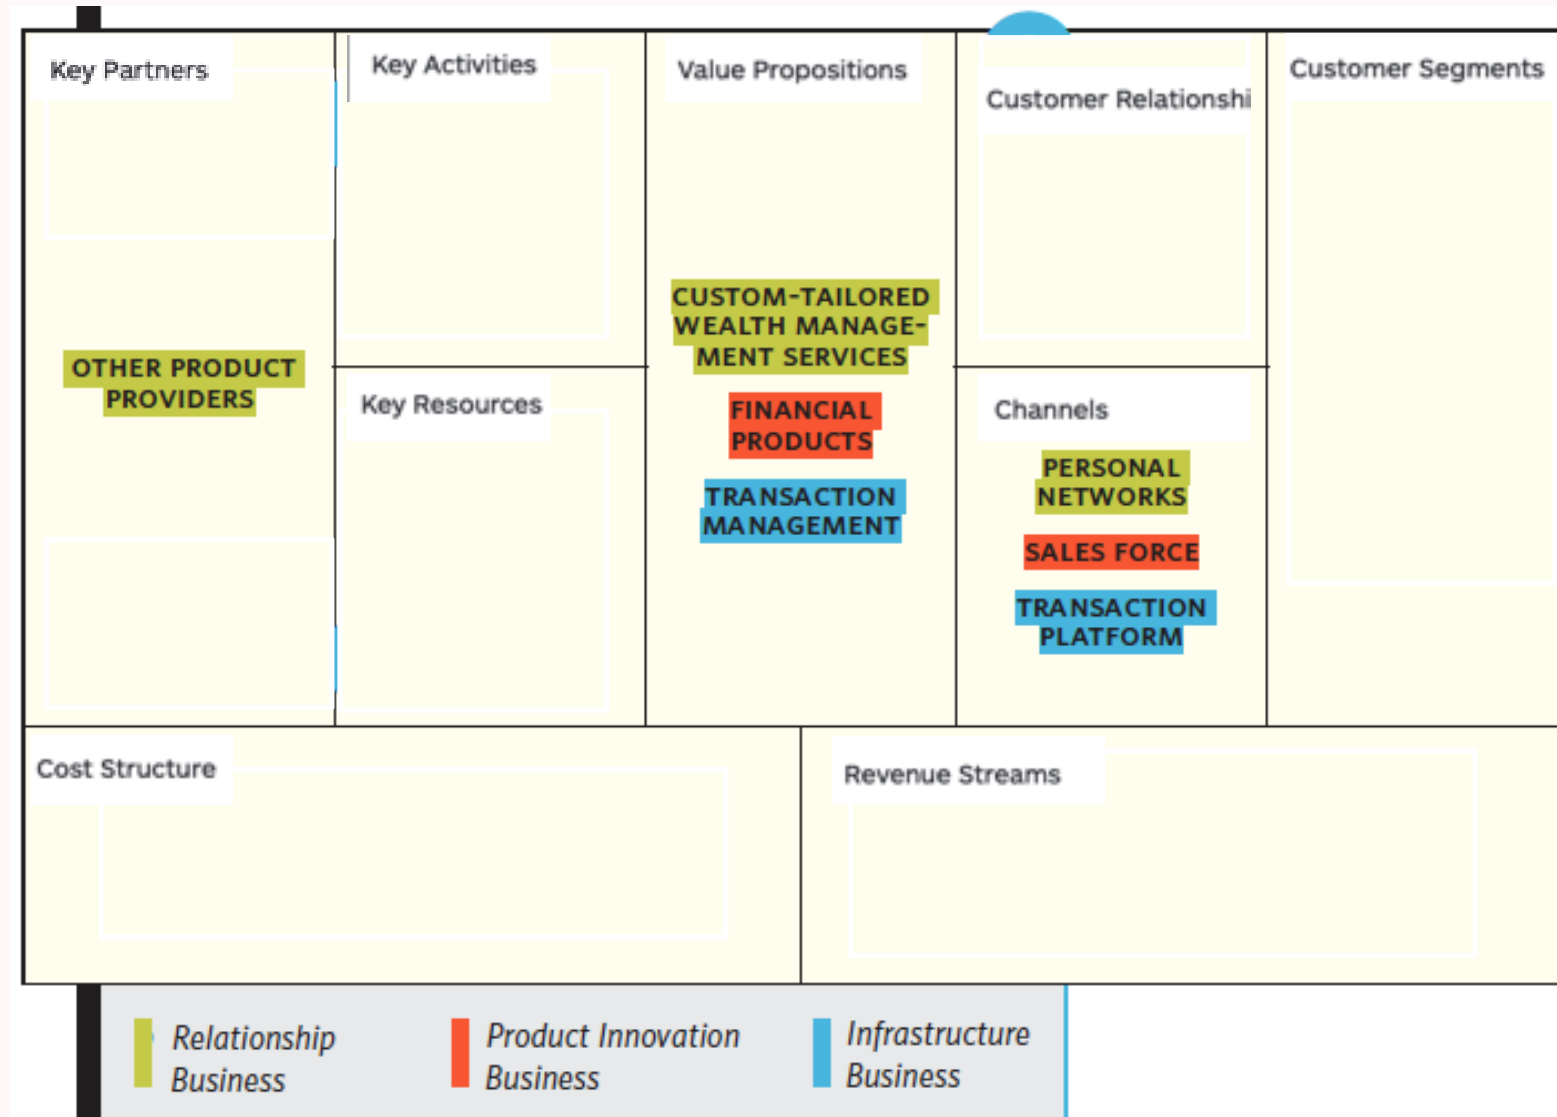 Key Partners
OTHER PRODUCT
PROVIDERS
Key Activities
Key Resources
Value Propositions
CUSTOM-TAILORED
WEALTH MANAGE-
MENT SERVICES
FINANCIAL
PRODUCTS
TRANSACTION
MANAGEMENT
Customer Relationshi
Channels
PERSONAL
NETWORKS
SALES FORCE
TRANSACTION
PLATFORM
Customer Segments
Cost Structure
Revenue Streams
Relationship
Business
Product Innovation
Business
Infrastructure
Business